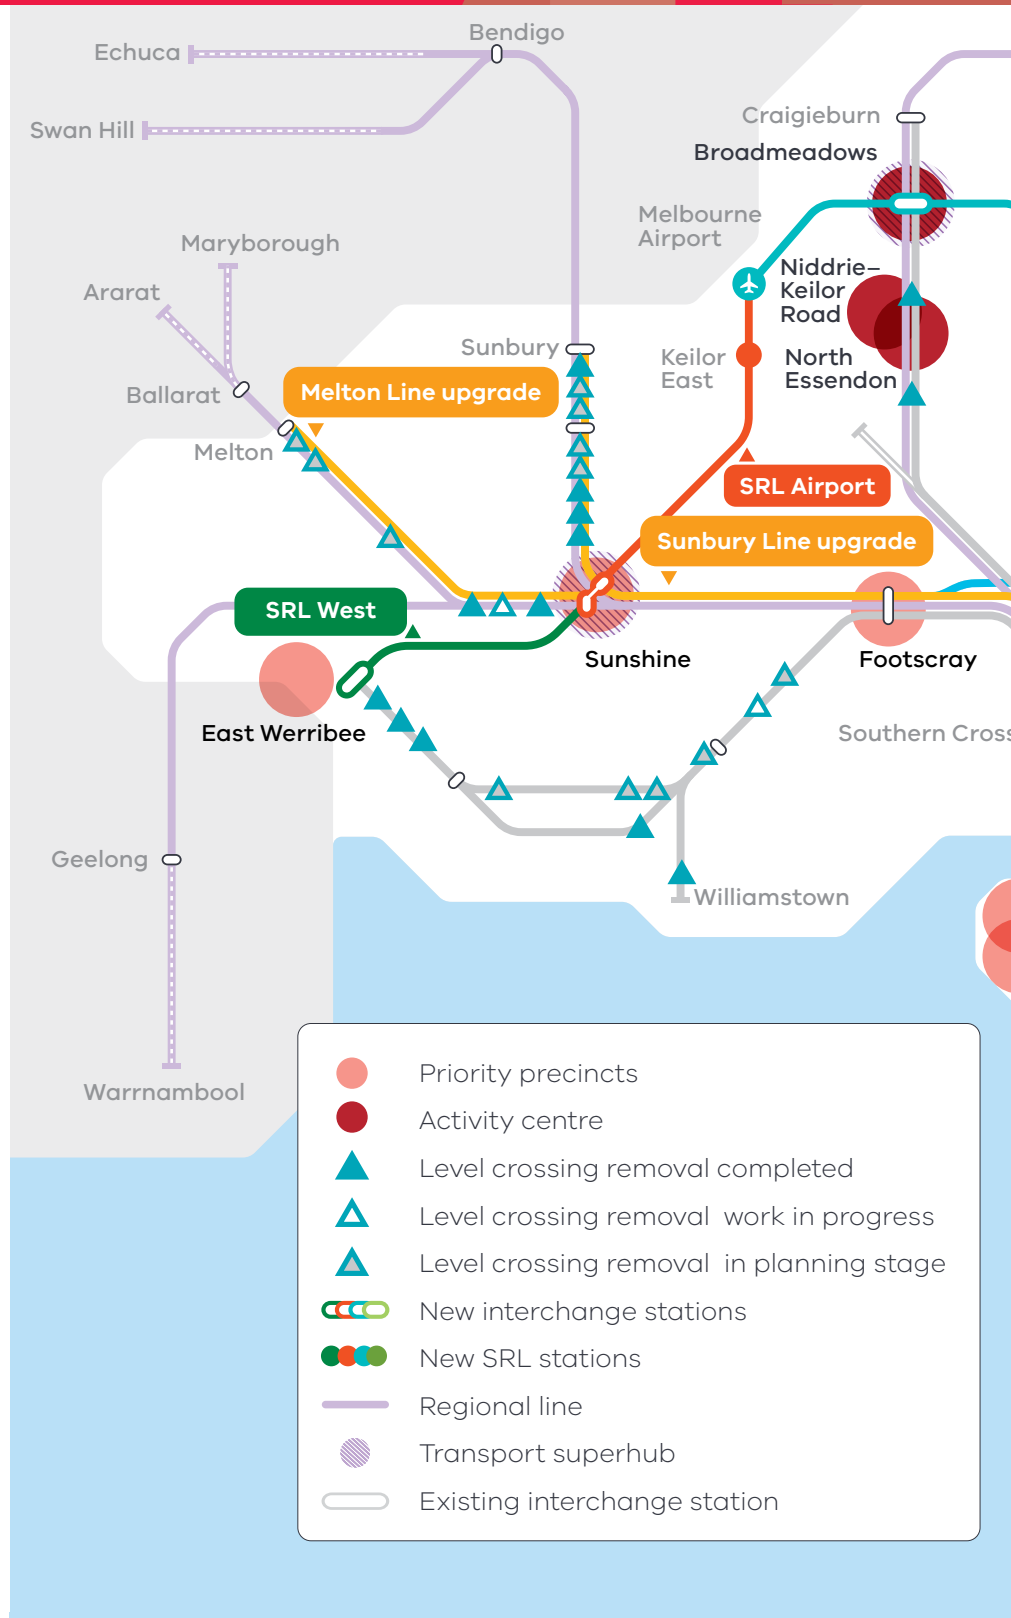 Bendigo
Echuca
Swan Hill
Craigieburn
Broadmeadows
Melbourne
Airport
Maryborough
Ararat
Niddrie–
Keilor
Road
Sunbury
Keilor
East
North
Essendon
Ballarat
Melton Line upgrade
Melton
SRL Airport
Sunbury Line upgrade
SRL West
Sunshine
Footscray
East Werribee
Southern Cross
Geelong
Williamstown
Warrnambool
Priority precincts
Activity centre
Level crossing removal completed
Level crossing removal work in progress
Level crossing removal in planning stage
New interchange stations
New SRL stations
Regional line
Transport superhub
Existing interchange station